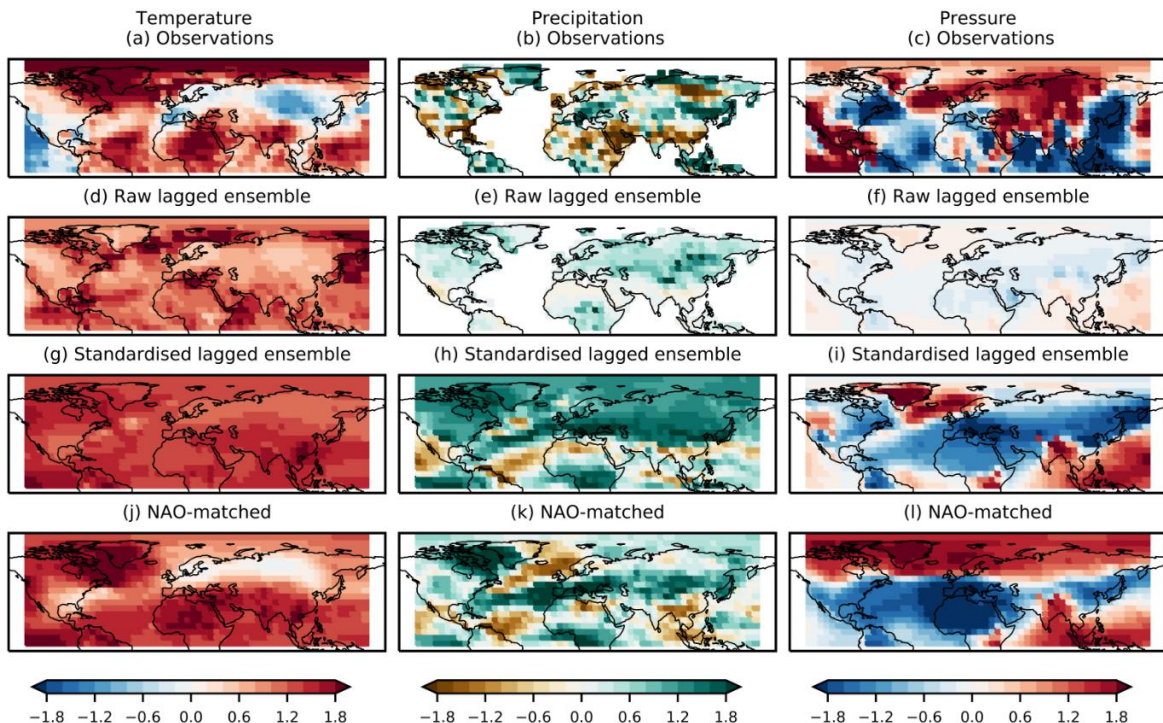 Temperature Precipitation Pressure
(a) Observations (b) Observations (c) Observations
(d) Raw lagged ensemble (e) Raw lagged ensemble (f) Raw lagged ensemble
(g) Standardised lagged ensemble (h) Standardised lagged ensemble (i) Standardised lagged ensemble
(j) NAO-matched (k) NAO-matched (l) NAO-matched
−1.8 −1.2 −0.6 0.0 0.6 1.2 1.8 −1.8 −1.2 −0.6 0.0 0.6 1.2 1.8 −1.8 −1.2 −0.6 0.0 0.6 1.2 1.8